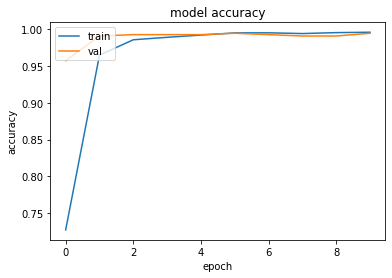 model accuracy
1.00
0.95
0.90
0.85
0.80
0.75
accuracy
train
val
0 2 4 6 8
epoch